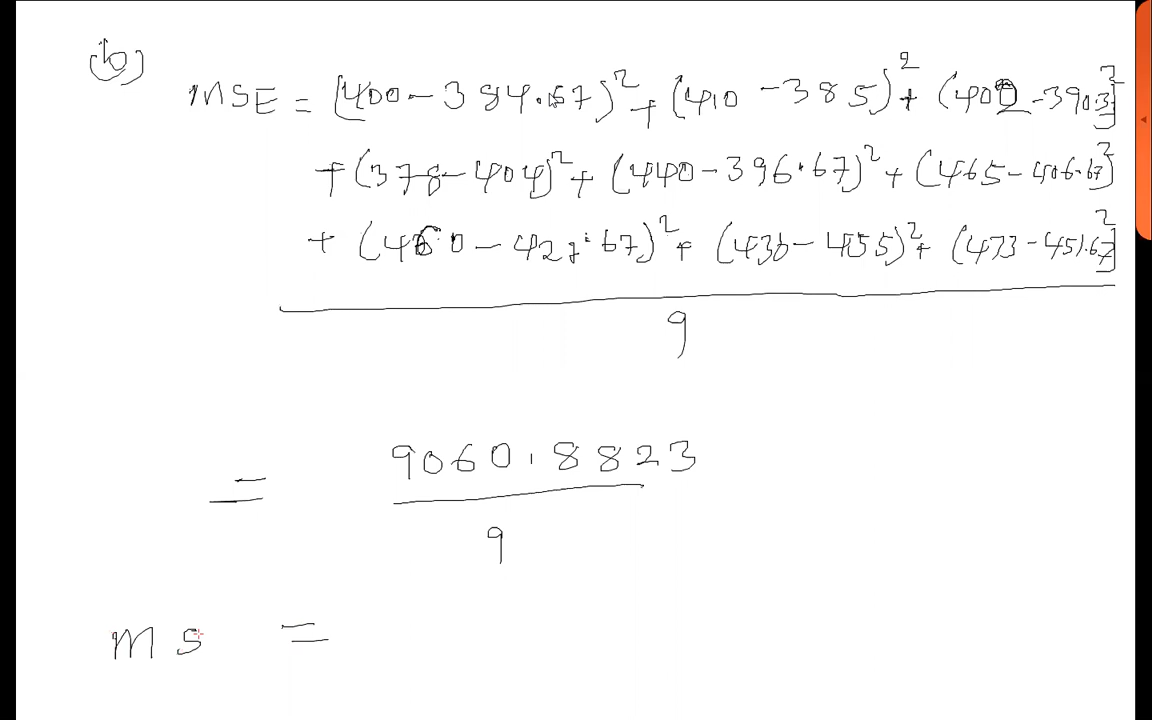 (b)
MSE = (400 - 384.67)² + (410 - 385)² + (402 - 390.3)²
+ (378 - 404)² + (440 - 396.67)² + (465 - 406.67)²
+ (460 - 427.67)² + (430 - 455)² + (473 - 451.67)²
9
= 9060.8823
9
MS =